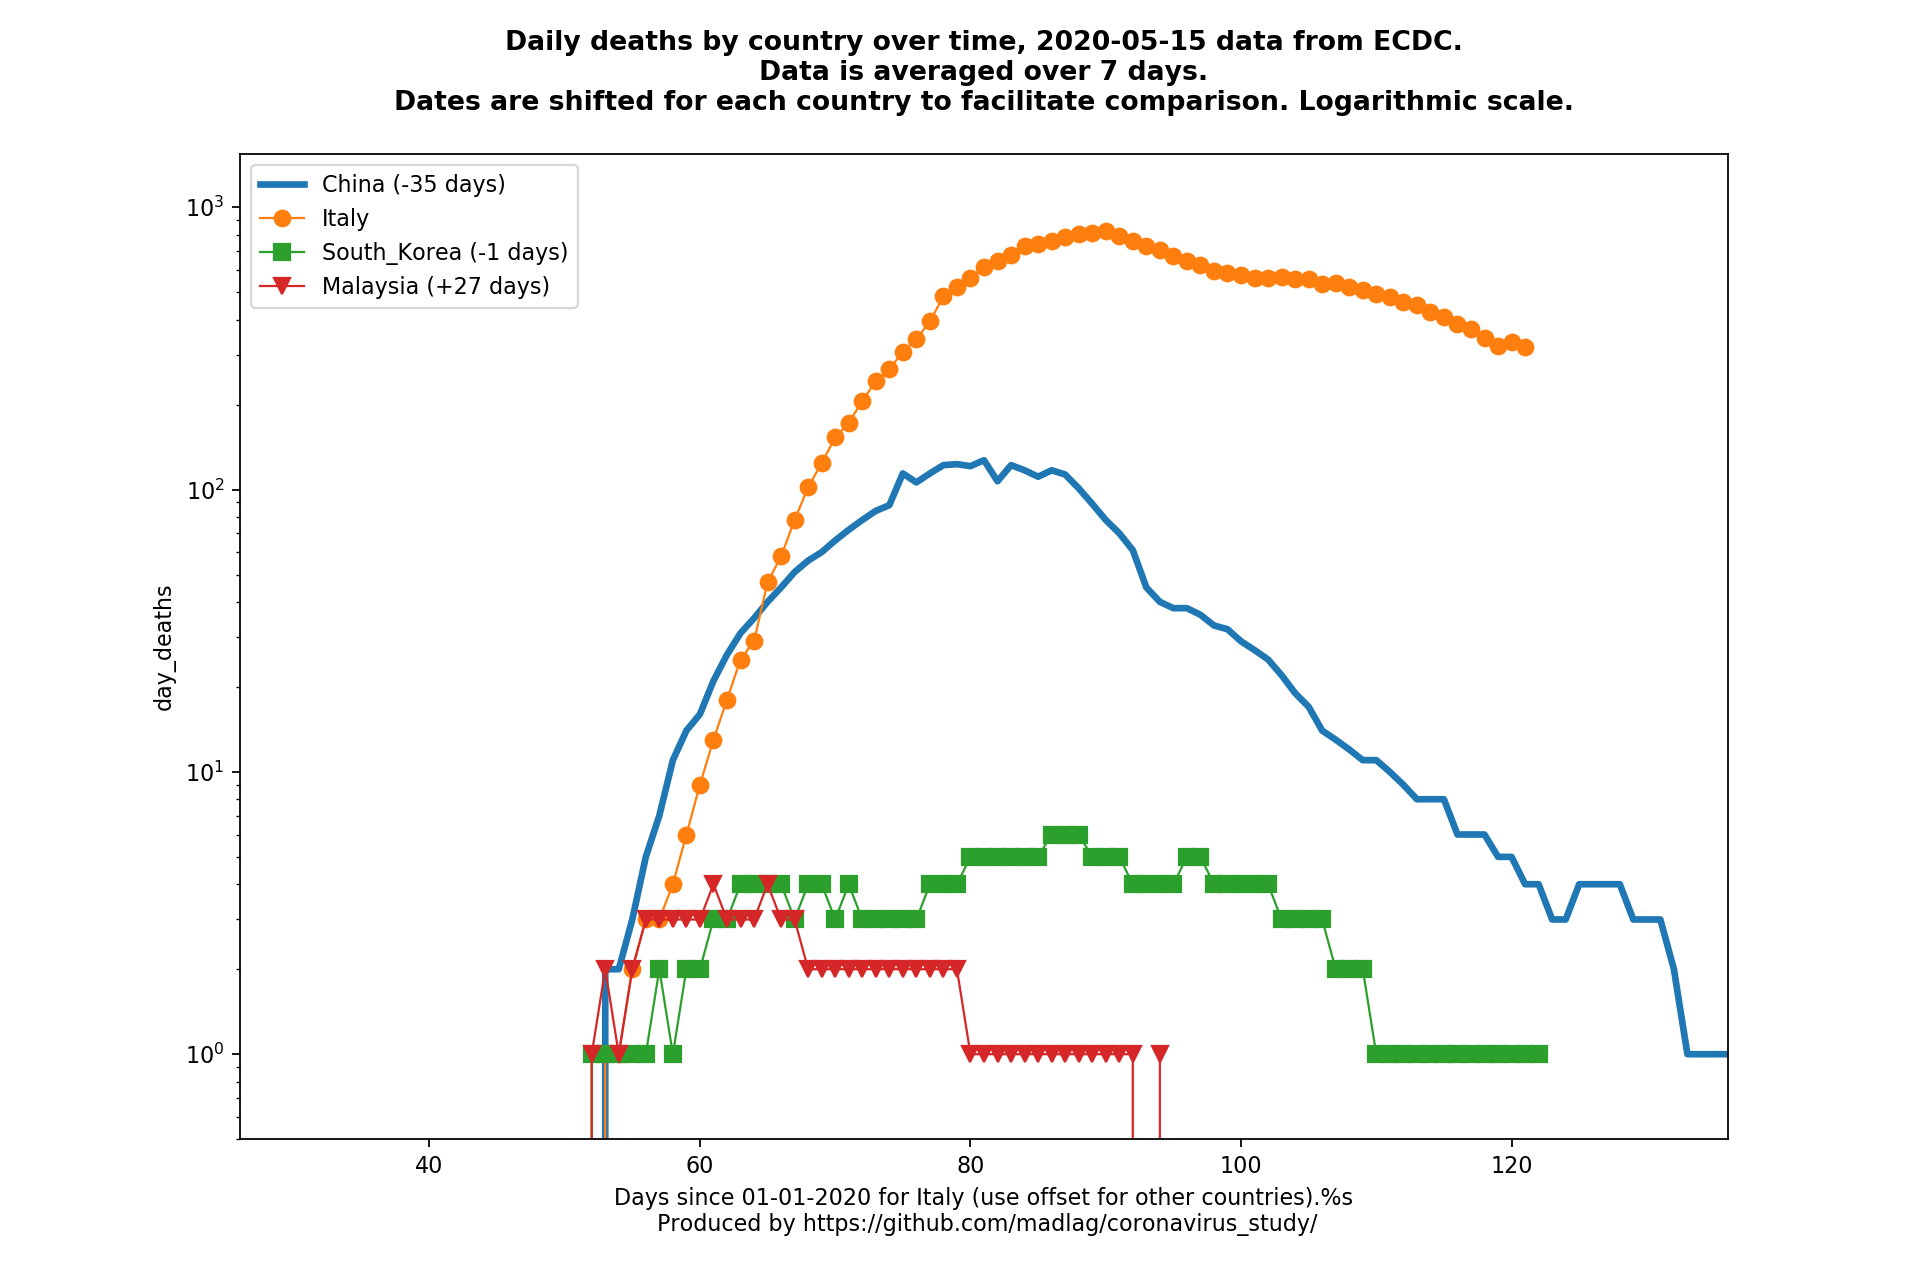 Daily deaths by country over time, 2020-05-15 data from ECDC.
Data is averaged over 7 days.
Dates are shifted for each country to facilitate comparison. Logarithmic scale.
China (-35 days)
Italy
South_Korea (-1 days)
Malaysia (+27 days)
10³
10²
10¹
10⁰
day_deaths
40 60 80 100 120
Days since 01-01-2020 for Italy (use offset for other countries).%s
Produced by https://github.com/madlag/coronavirus_study/